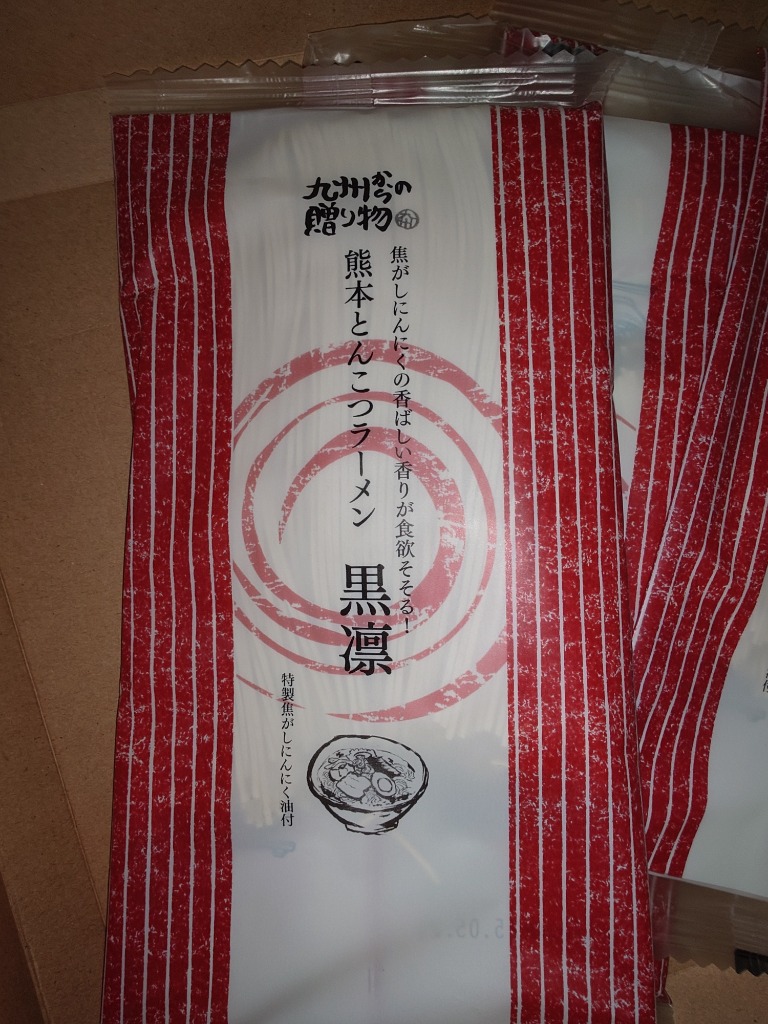 九州からの
贈り物
焦がしにんにくの香ばしい香りが食欲そそる!
熊本とんこつラーメン 黒凛
特製焦がしにんにく油付